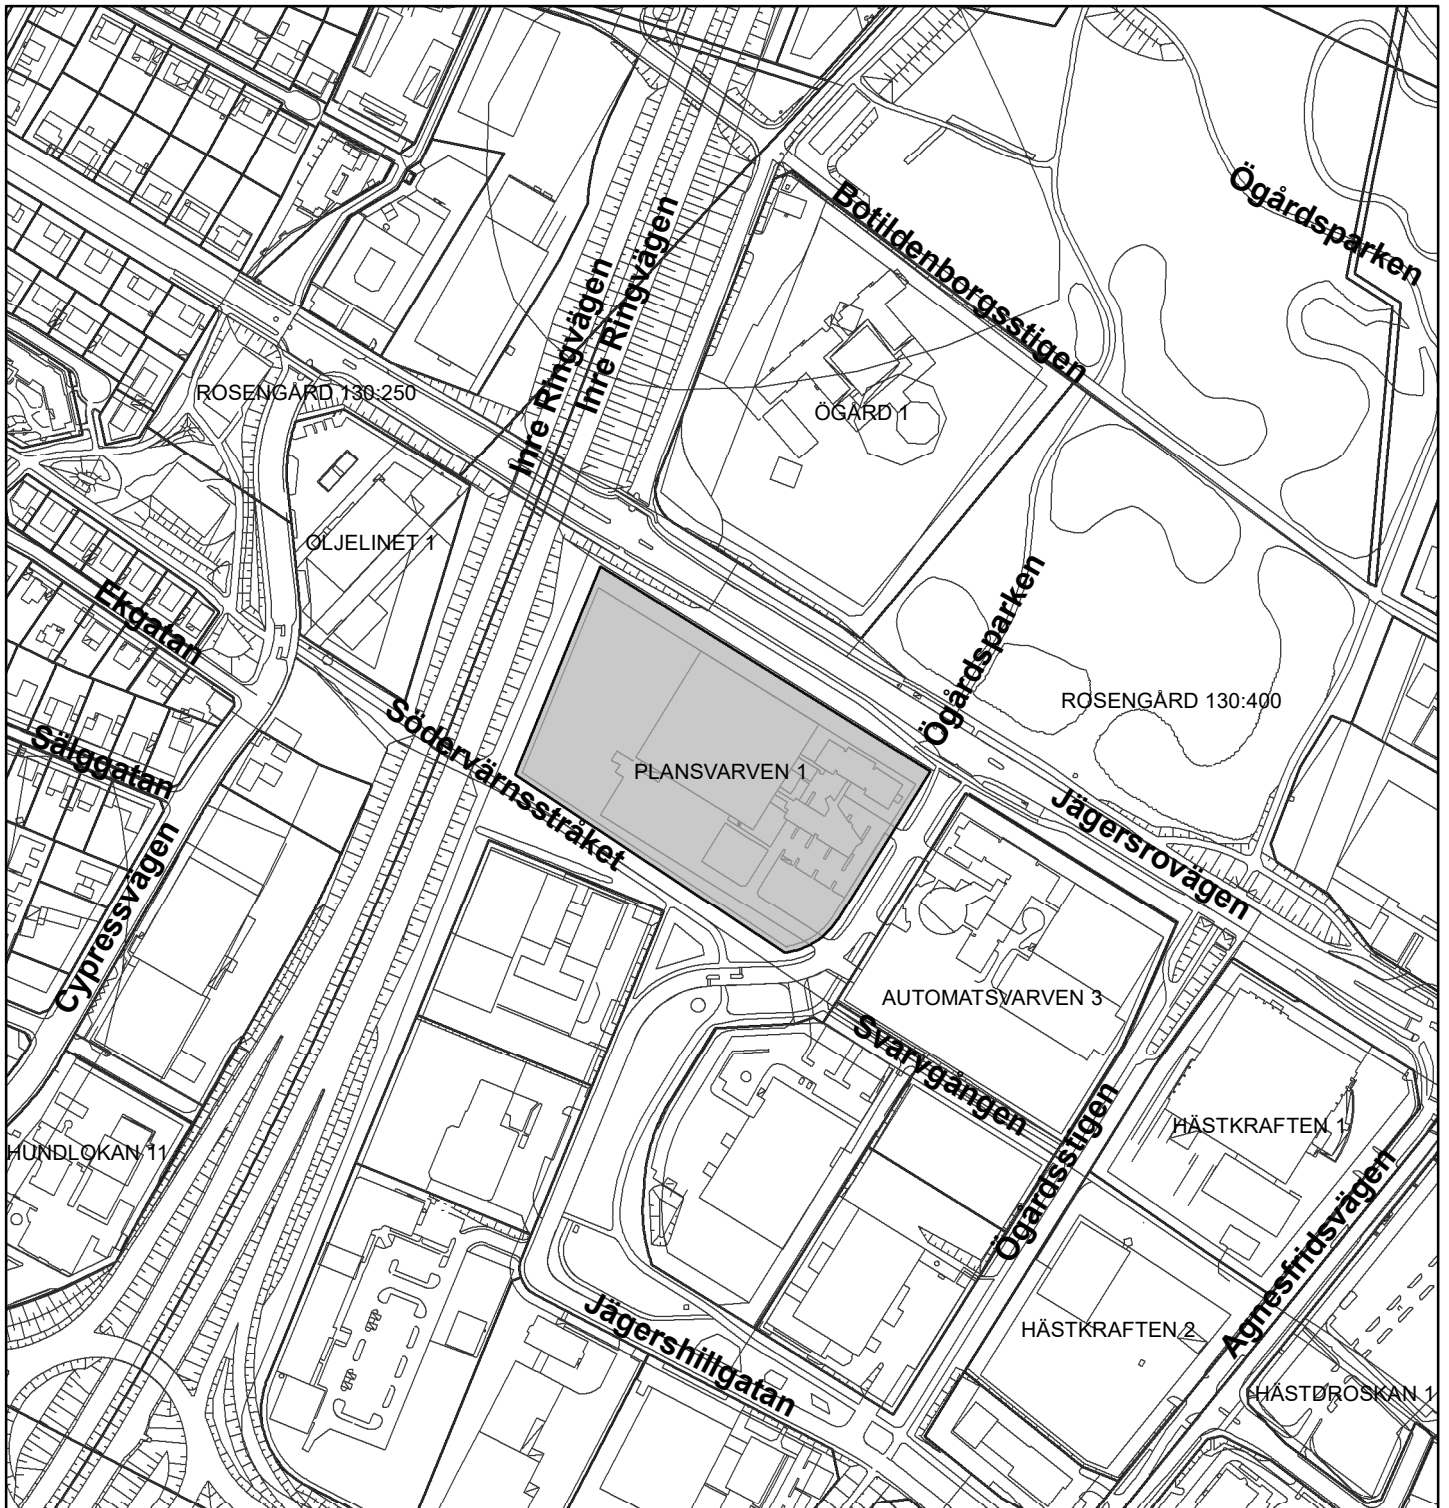 Ögårdsparken
Botildenborgsstigen
Inre Ringvägen
Inre Ringvägen
ROSENGÅRD 130:250
ÖGÅRD 1
OLJELINET 1
Ekgatan
Ögårdsparken
ROSENGÅRD 130:400
Södervärnsstråket
Sälggatan
PLANSVARVEN 1
Jägersrovägen
Cypressvägen
AUTOMATSVARVEN 3
Svarvgången
HÄSTKRAFTEN 1
HUNDLOKAN 11
Ögårdsstigen
Agnesfridsvägen
Jägershillgatan
HÄSTKRAFTEN 2
HÄSTDROSKAN 1